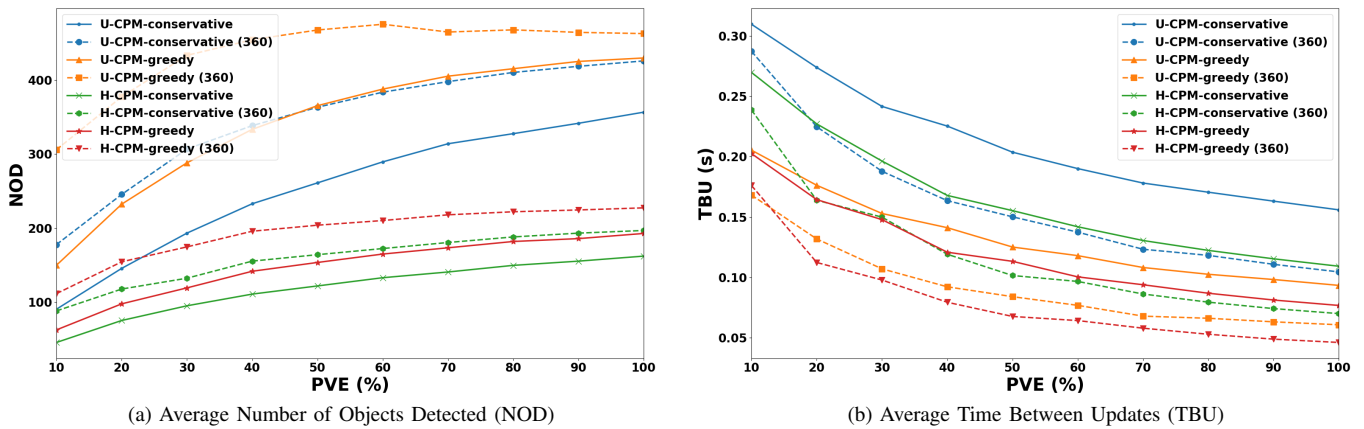 U-CPM-conservative
U-CPM-conservative (360)
U-CPM-greedy
U-CPM-greedy (360)
H-CPM-conservative
H-CPM-conservative (360)
H-CPM-greedy
H-CPM-greedy (360)
NOD
400
300
200
100
10 20 30 40 50 60 70 80 90 100
PVE (%)
(a) Average Number of Objects Detected (NOD)
U-CPM-conservative
U-CPM-conservative (360)
U-CPM-greedy
U-CPM-greedy (360)
H-CPM-conservative
H-CPM-conservative (360)
H-CPM-greedy
H-CPM-greedy (360)
TBU (s)
0.30
0.25
0.20
0.15
0.10
0.05
10 20 30 40 50 60 70 80 90 100
PVE (%)
(b) Average Time Between Updates (TBU)